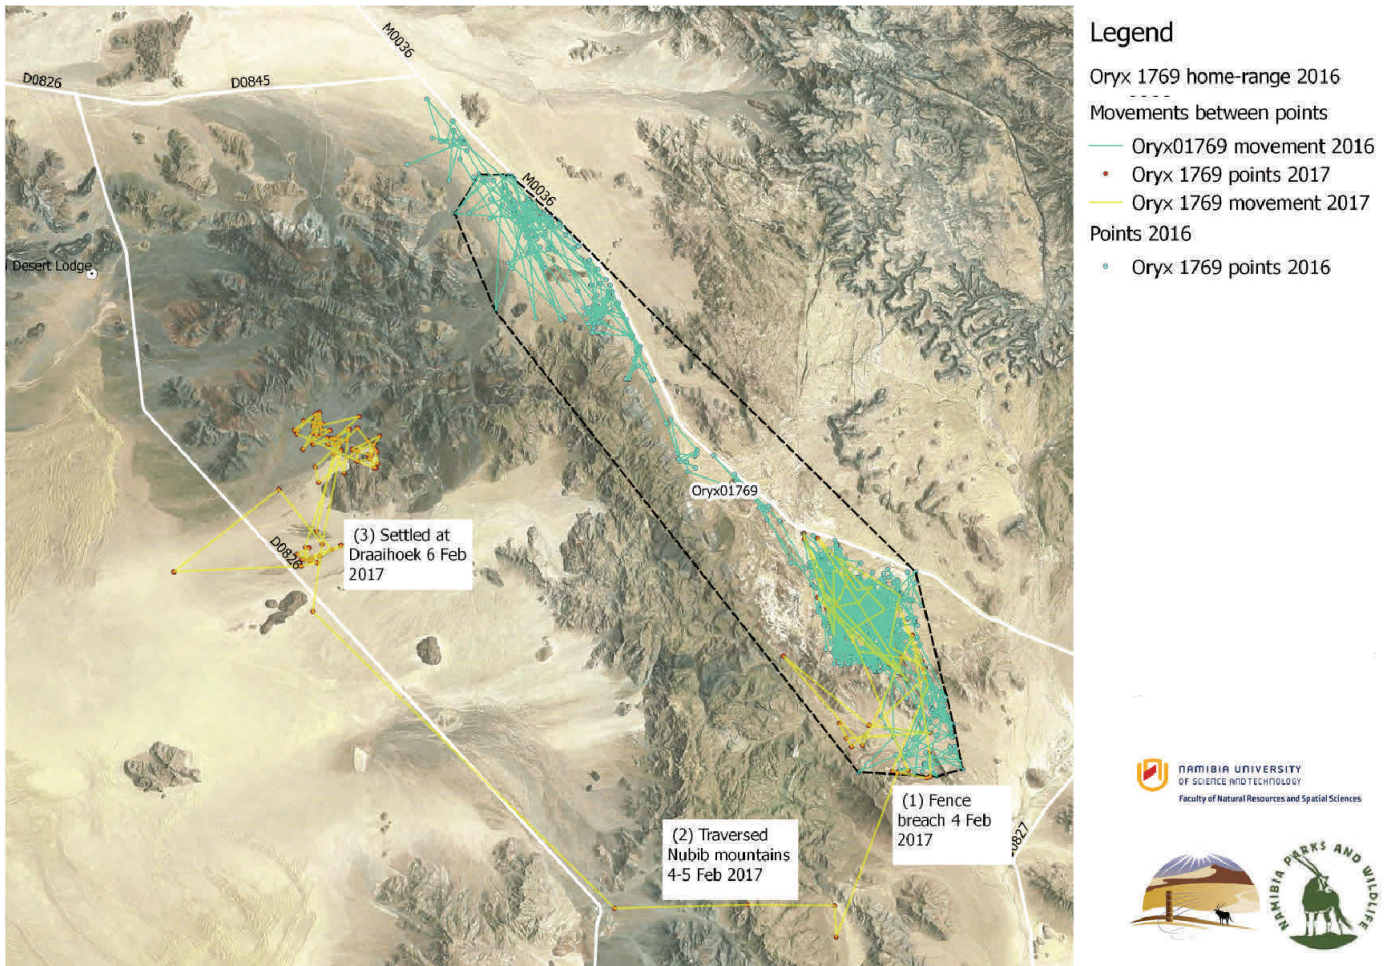 M0036
D0826
D0845
M0036
i Desert Lodge
Oryx01769
D0826
(3) Settled at
Draaihoek 6 Feb
2017
(1) Fence
breach 4 Feb
2017
(2) Traversed
Nubib mountains
4-5 Feb 2017
D0827
Legend
Oryx 1769 home-range 2016
Movements between points
Oryx01769 movement 2016
Oryx 1769 points 2017
Oryx 1769 movement 2017
Points 2016
Oryx 1769 points 2016
NAMIBIA UNIVERSITY
OF SCIENCE AND TECHNOLOGY
Faculty of Natural Resources and Spatial Sciences
NAMIBIA PARKS AND WILDLIFE